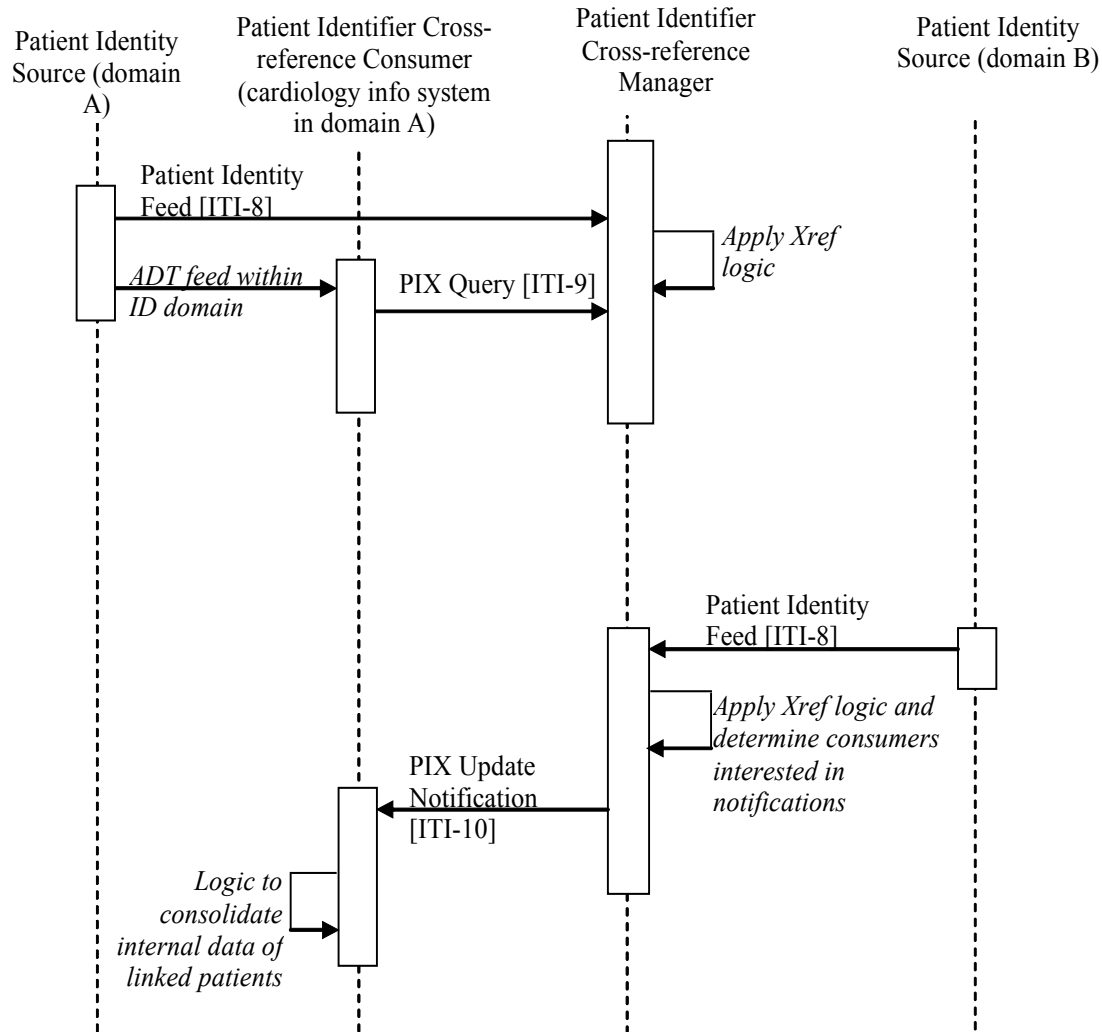 Patient Identity
Source (domain
A)
Patient Identifier Cross-
reference Consumer
(cardiology info system
in domain A)
Patient Identifier
Cross-reference
Manager
Patient Identity
Source (domain B)
Patient Identity
Feed [ITI-8]
Apply Xref
logic
ADT feed within
ID domain
PIX Query [ITI-9]
Patient Identity
Feed [ITI-8]
Apply Xref logic and
determine consumers
interested in
notifications
PIX Update
Notification
[ITI-10]
Logic to
consolidate
internal data of
linked patients